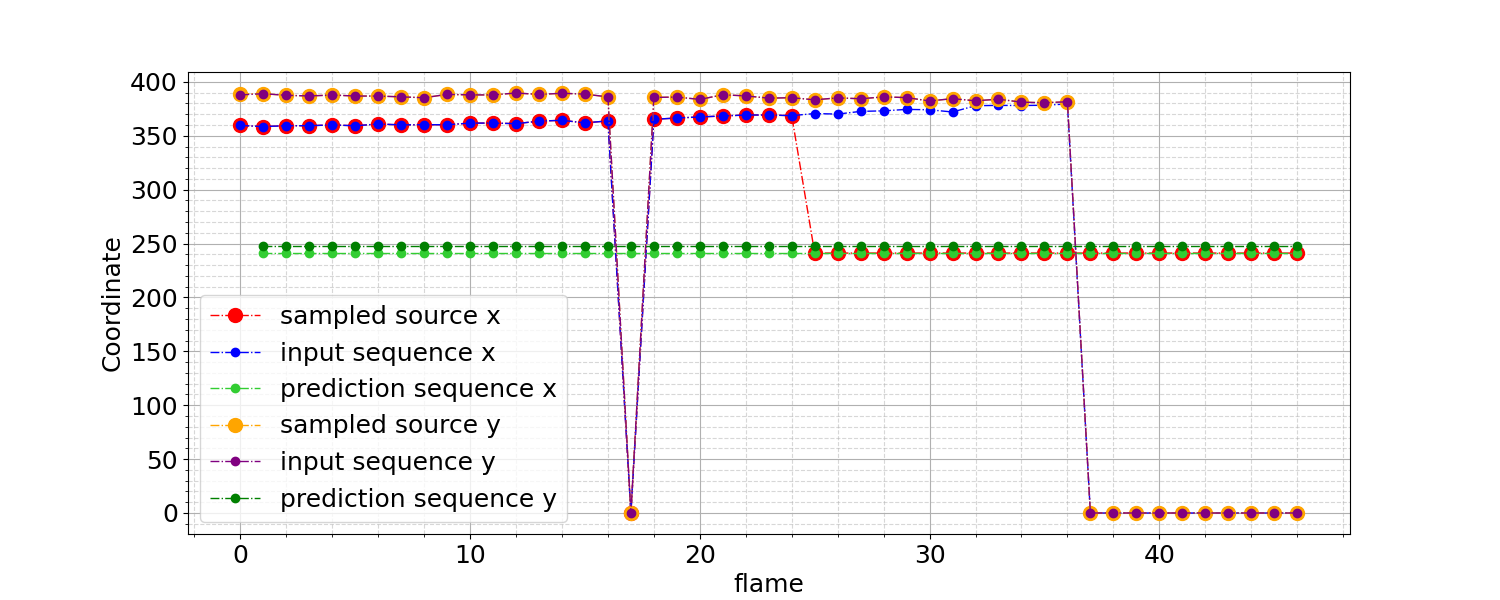 400
350
300
250
200
150
100
50
0
Coordinate
sampled source x
input sequence x
prediction sequence x
sampled source y
input sequence y
prediction sequence y
0 10 20 30 40
flame